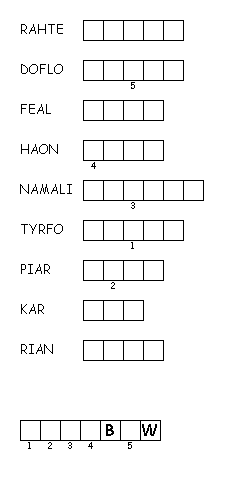 RAHTE
DOFLO
5
FEAL
HAON
4
NAMALI
3
TYRFO
1
PIAR
2
KAR
RIAN
B W
1 2 3 4 5